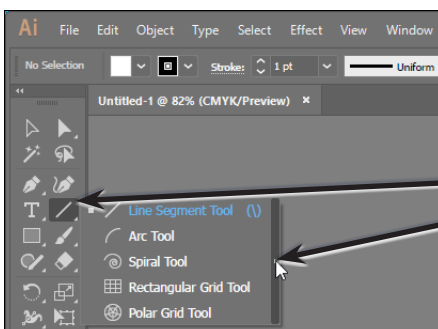 Ai File Edit Object Type Select Effect View Window
No Selection Stroke: 1 pt Uniform
Untitled-1 @ 82% (CMYK/Preview) ×
Line Segment Tool (\)
Arc Tool
Spiral Tool
Rectangular Grid Tool
Polar Grid Tool